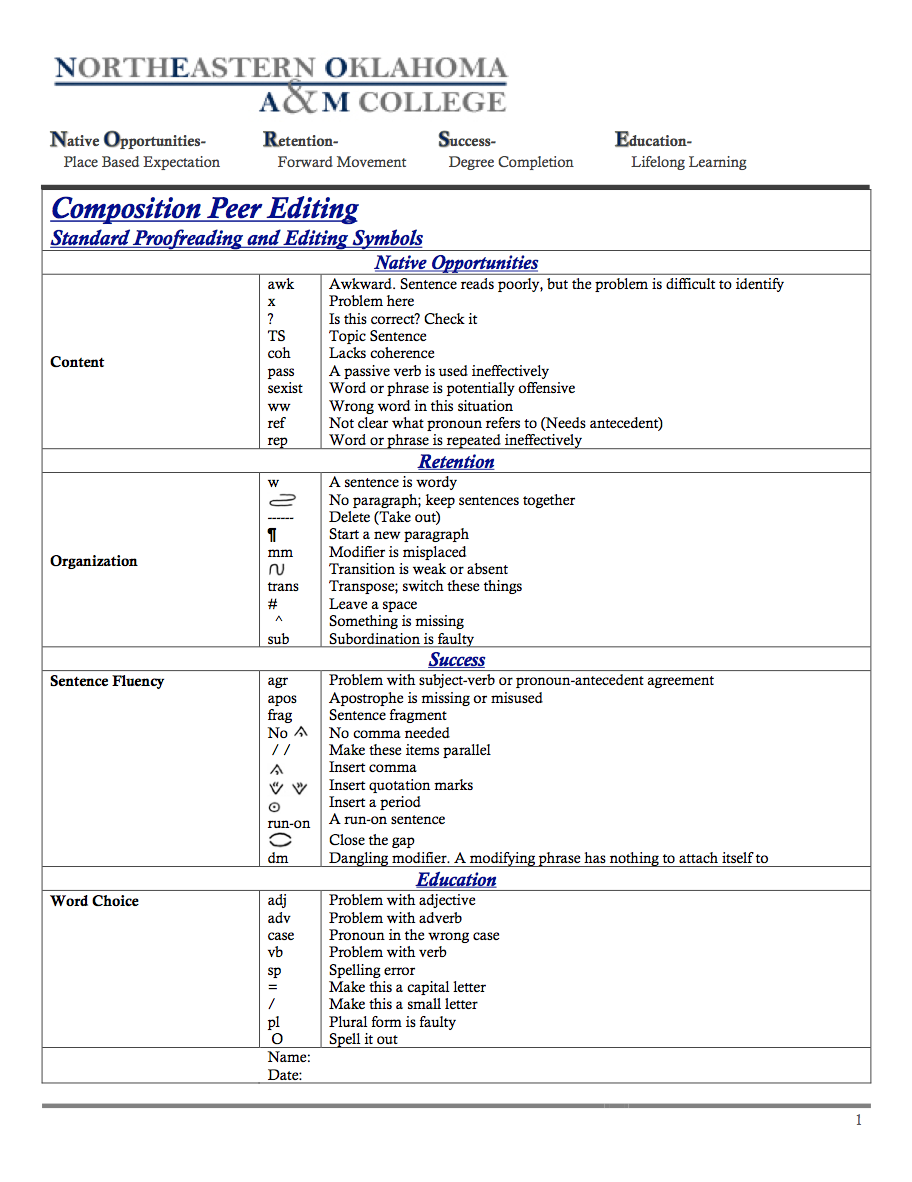 NORTHEASTERN OKLAHOMA
A&M COLLEGE
Native Opportunities- Retention- Success- Education-
Place Based Expectation Forward Movement Degree Completion Lifelong Learning
Composition Peer Editing
Standard Proofreading and Editing Symbols
Native Opportunities
Content
awk Awkward. Sentence reads poorly, but the problem is difficult to identify
x Problem here
? Is this correct? Check it
TS Topic Sentence
coh Lacks coherence
pass A passive verb is used ineffectively
sexist Word or phrase is potentially offensive
ww Wrong word in this situation
ref Not clear what pronoun refers to (Needs antecedent)
rep Word or phrase is repeated ineffectively
Retention
Organization
w A sentence is wordy
No paragraph; keep sentences together
------ Delete (Take out)
¶ Start a new paragraph
mm Modifier is misplaced
Transition is weak or absent
trans Transpose; switch these things
# Leave a space
^ Something is missing
sub Subordination is faulty
Success
Sentence Fluency
agr Problem with subject-verb or pronoun-antecedent agreement
apos Apostrophe is missing or misused
frag Sentence fragment
No No comma needed
/ / Make these items parallel
Insert comma
Insert quotation marks
Insert a period
run-on A run-on sentence
Close the gap
dm Dangling modifier. A modifying phrase has nothing to attach itself to
Education
Word Choice
adj Problem with adjective
adv Problem with adverb
case Pronoun in the wrong case
vb Problem with verb
sp Spelling error
= Make this a capital letter
/ Make this a small letter
pl Plural form is faulty
O Spell it out
Name:
Date:
1